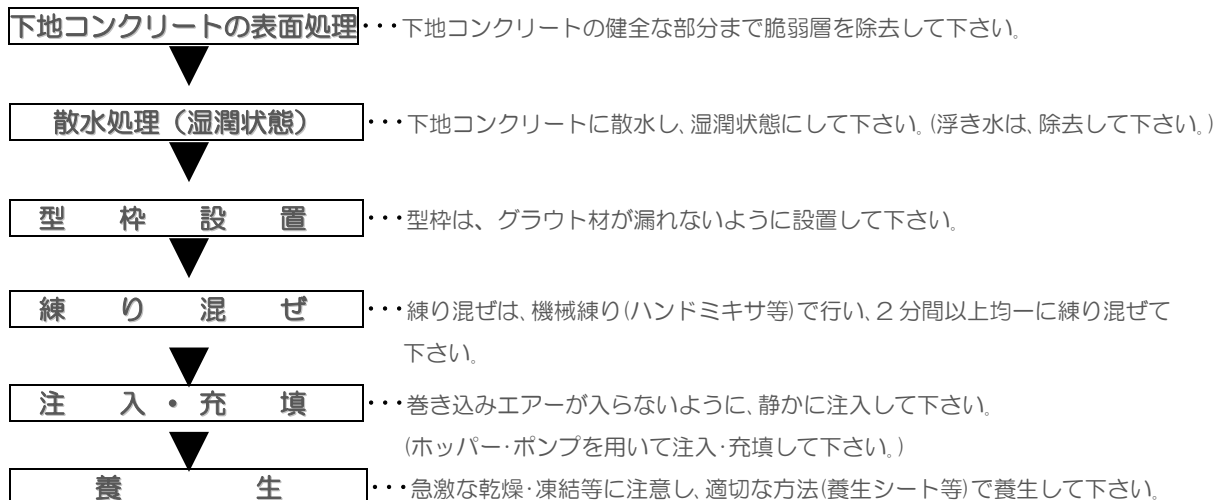 下地コンクリートの表面処理・・・下地コンクリートの健全な部分まで脆弱層を除去して下さい。
散水処理（湿潤状態）・・・下地コンクリートに散水し、湿潤状態にして下さい。(浮き水は、除去して下さい。)
型枠設置・・・型枠は、グラウト材が漏れないように設置して下さい。
練り混ぜ・・・練り混ぜは、機械練り(ハンドミキサ等)で行い、２分間以上均一に練り混ぜて
下さい。
注入・充填・・・巻き込みエアーが入らないように、静かに注入して下さい。
(ホッパー・ポンプを用いて注入・充填して下さい。)
養生・・・急激な乾燥・凍結等に注意し、適切な方法(養生シート等)で養生して下さい。